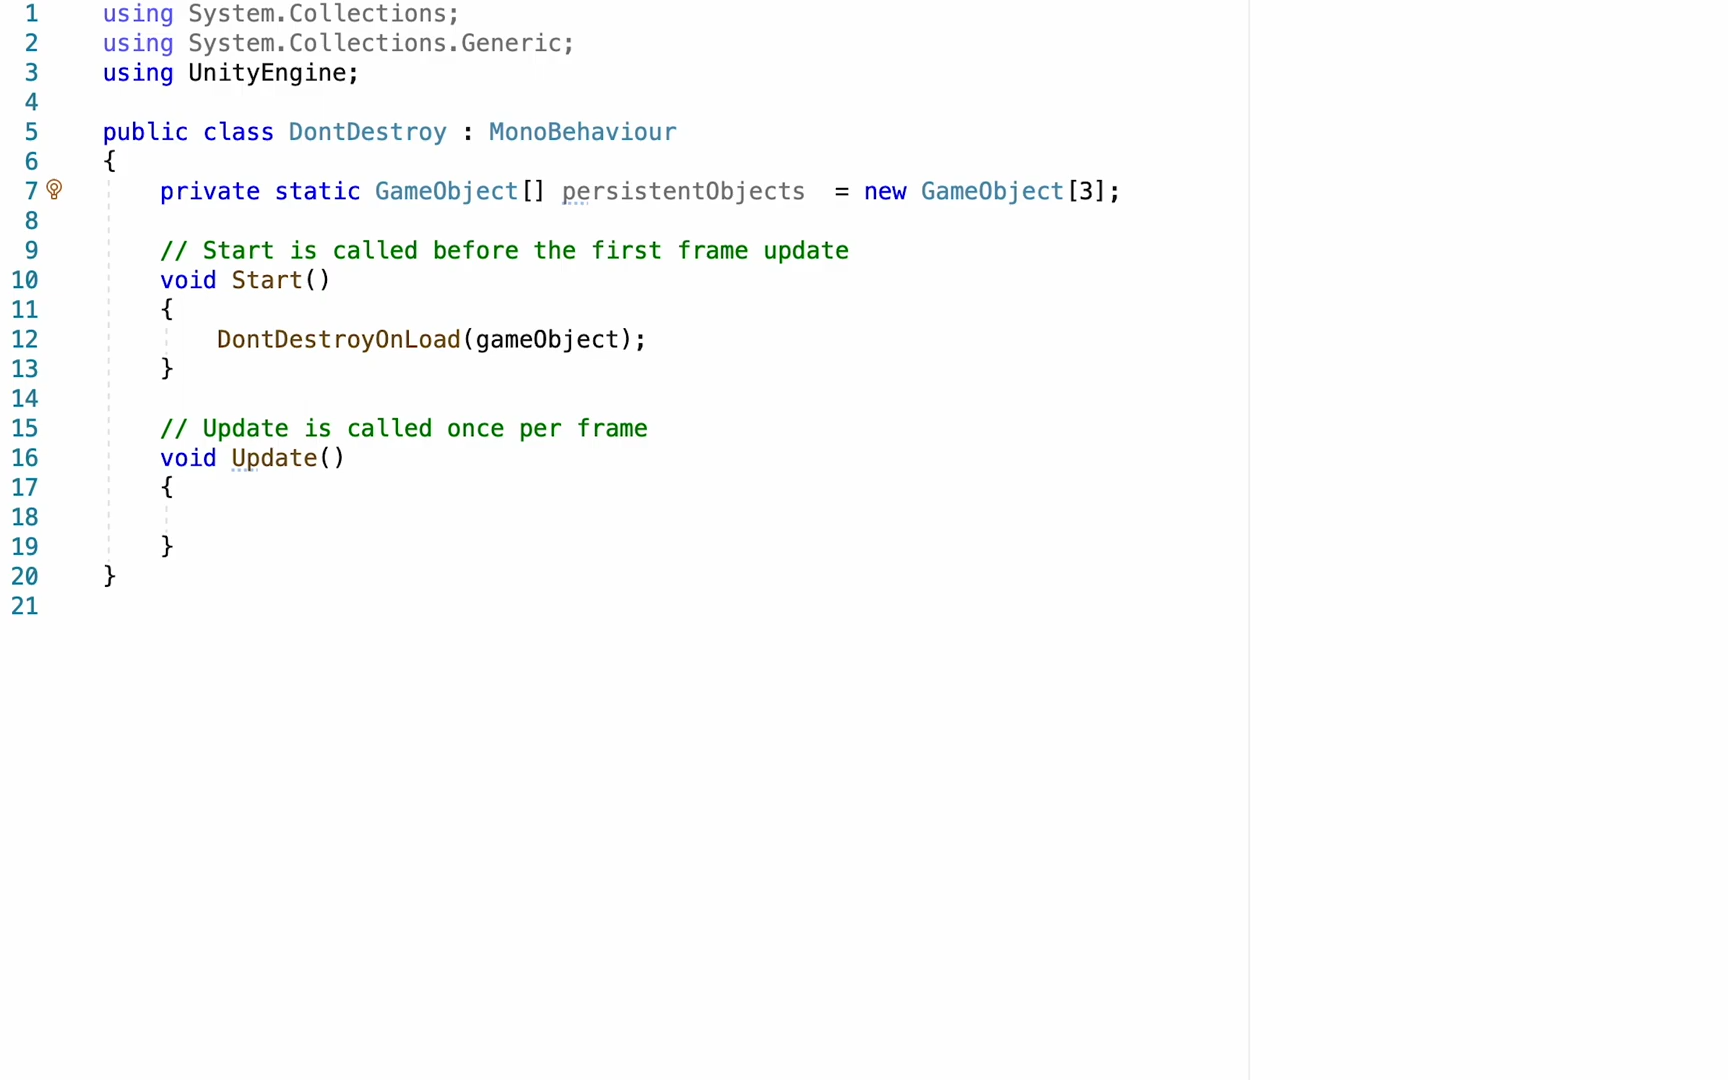 1 using System.Collections;
2 using System.Collections.Generic;
3 using UnityEngine;
4
5 public class DontDestroy : MonoBehaviour
6 {
7 private static GameObject[] persistentObjects  = new GameObject[3];
8
9 // Start is called before the first frame update
10 void Start()
11 {
12 DontDestroyOnLoad(gameObject);
13 }
14
15 // Update is called once per frame
16 void Update()
17 {
18
19 }
20 }
21